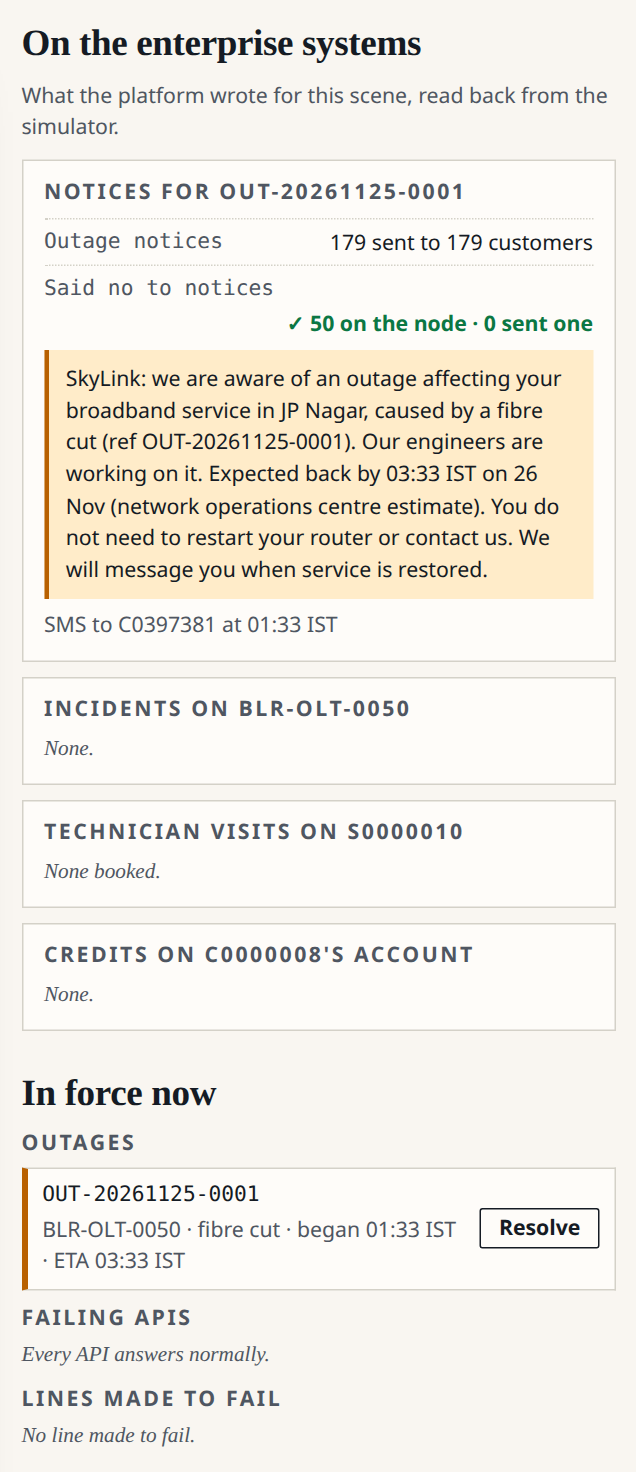 On the enterprise systems
What the platform wrote for this scene, read back from the
simulator.
NOTICES FOR OUT-20261125-0001
Outage notices 179 sent to 179 customers
Said no to notices
✓ 50 on the node · 0 sent one
SkyLink: we are aware of an outage affecting your
broadband service in JP Nagar, caused by a fibre
cut (ref OUT-20261125-0001). Our engineers are
working on it. Expected back by 03:33 IST on 26
Nov (network operations centre estimate). You do
not need to restart your router or contact us. We
will message you when service is restored.
SMS to C0397381 at 01:33 IST
INCIDENTS ON BLR-OLT-0050
None.
TECHNICIAN VISITS ON S0000010
None booked.
CREDITS ON C0000008'S ACCOUNT
None.
In force now
OUTAGES
OUT-20261125-0001
BLR-OLT-0050 · fibre cut · began 01:33 IST
· ETA 03:33 IST
Resolve
FAILING APIS
Every API answers normally.
LINES MADE TO FAIL
No line made to fail.